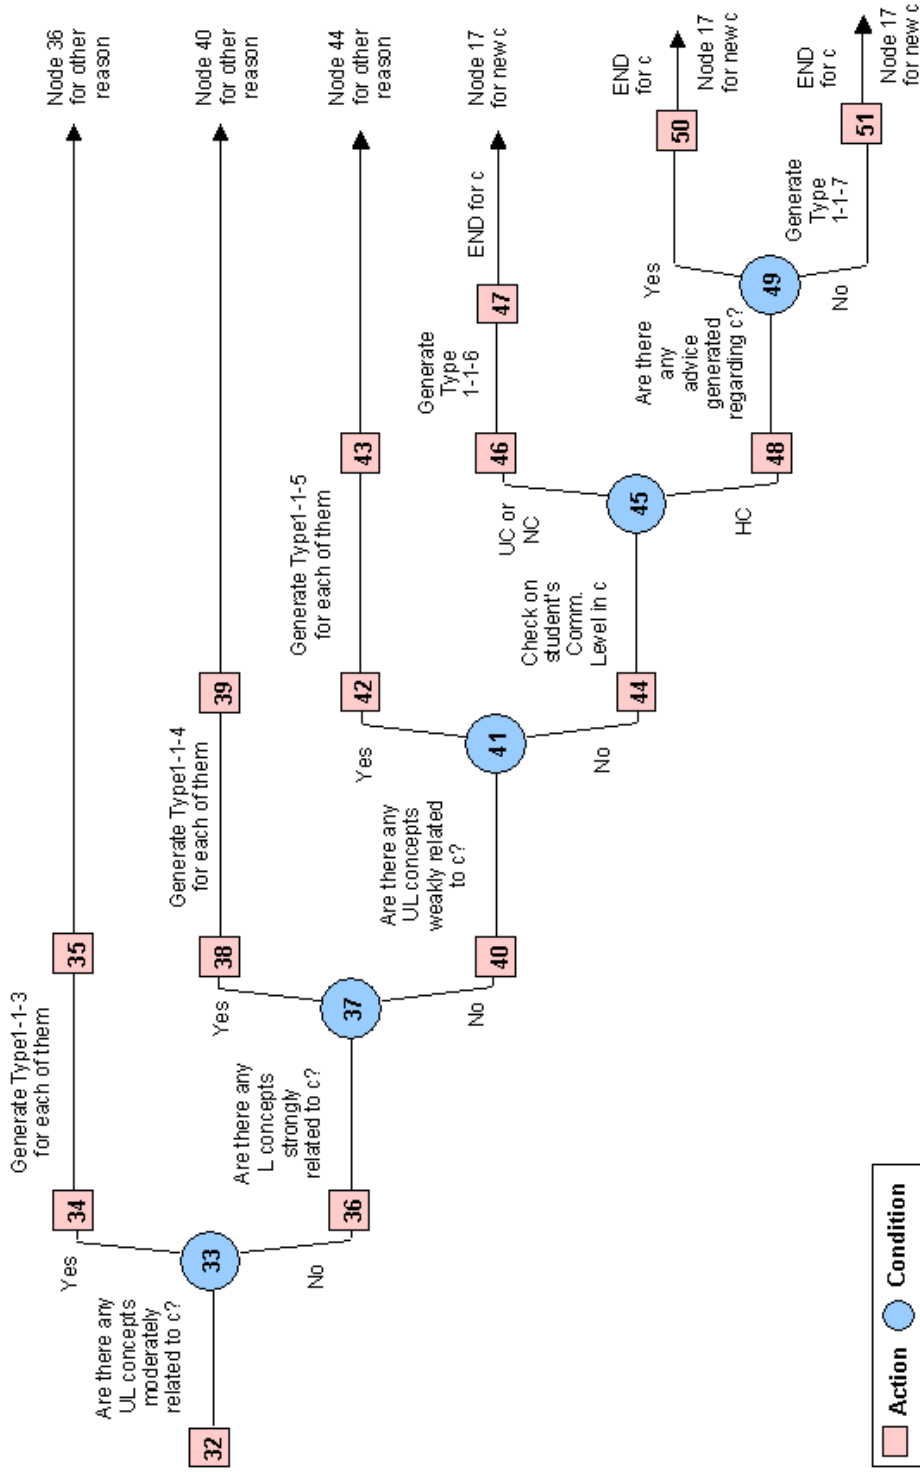 Are there any
UL concepts
moderately
related to c?
32
33
Yes
No
34
Generate Type1-1-3
for each of them
35
Node 36
for other
reason
36
Are there any
L concepts
strongly
related to c?
37
Yes
No
38
Generate Type1-1-4
for each of them
39
Node 40
for other
reason
40
Are there any
UL concepts
weakly related
to c?
41
Yes
No
42
Generate Type1-1-5
for each of them
43
Node 44
for other
reason
44
Check on
student's
Comm.
Level in c
45
UC or
NC
HC
46
Generate
Type
1-1-6
47
END for c
Node 17
for new c
48
Are there
any
advice
generated
regarding c?
49
Yes
No
50
END
for c
Node 17
for new c
Generate
Type
1-1-7
51
END
for c
Node 17
for new c
Action
Condition